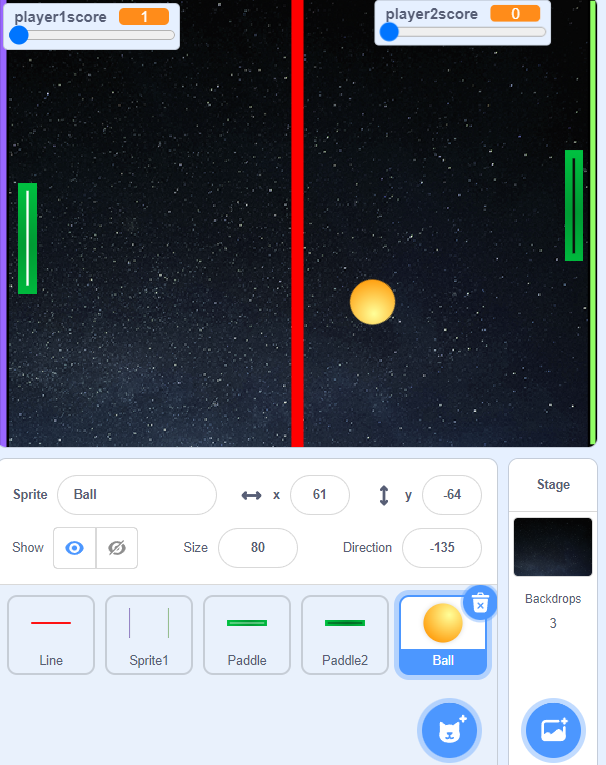 player1score 1
player2score 0
Sprite Ball x 61 y -64
Show Size 80 Direction -135
Stage
Backdrops
3
Line Sprite1 Paddle Paddle2 Ball